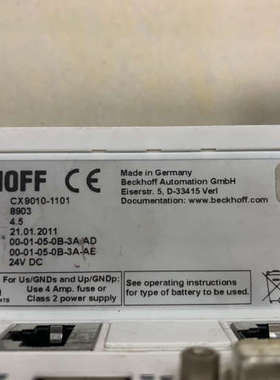 HOFF CE
Made in Germany
Beckhoff Automation GmbH
Eiserstr. 5, D-33415 Verl
Documentation: www.beckhoff.com
CX9010-1101
8903
4.5
21.01.2011
00-01-05-0B-3A-AD
00-01-05-0B-3A-AE
24V DC
For Us/GNDs and Up/GNDp:
Use 4 Amp. fuse or
Class 2 power supply
See operating instructions
for type of battery to be used.